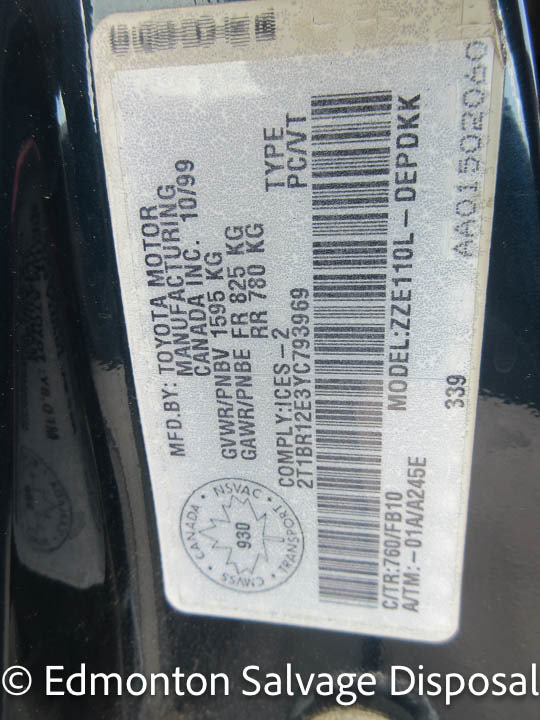 MFD.BY: TOYOTA MOTOR
MANUFACTURING
CANADA INC. 10/99
GVWR/PNBV 1595 KG
GAWR/PNBE FR 825 KG
RR 780 KG
COMPLY:ICES-2 TYPE
2T1BR12E3YC793969 PC/VT
C/TR:760/FB10 MODEL:ZZE110L-DEPDKK
A/TM:-01A/A245E
339
AA01502060
CANADA · NSVAC · TRANSPORT · CMVSS
930
© Edmonton Salvage Disposal